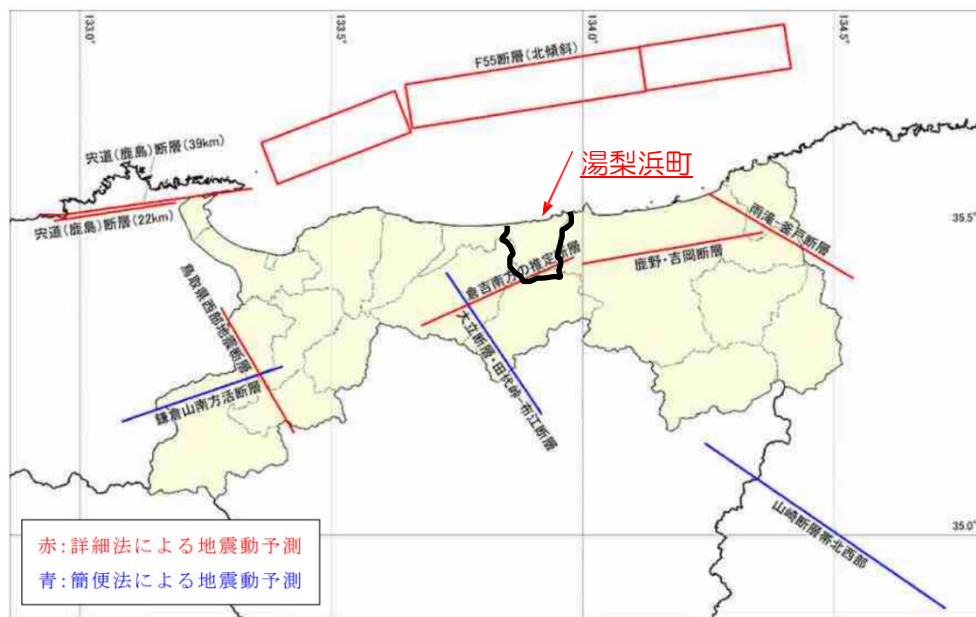 133.0°
133.5°
134.0°
134.5°
F55断層(北傾斜)
宍道(鹿島)断層(39km)
宍道(鹿島)断層(22km)
湯梨浜町
雨滝-釜戸断層
35.5°
鹿野・吉岡断層
倉吉南方の推定断層
鳥取県西部地震断層
大立断層・田代峠-布江断層
鎌倉山南方活断層
山崎断層帯北西部
35.0°
赤:詳細法による地震動予測
青:簡便法による地震動予測